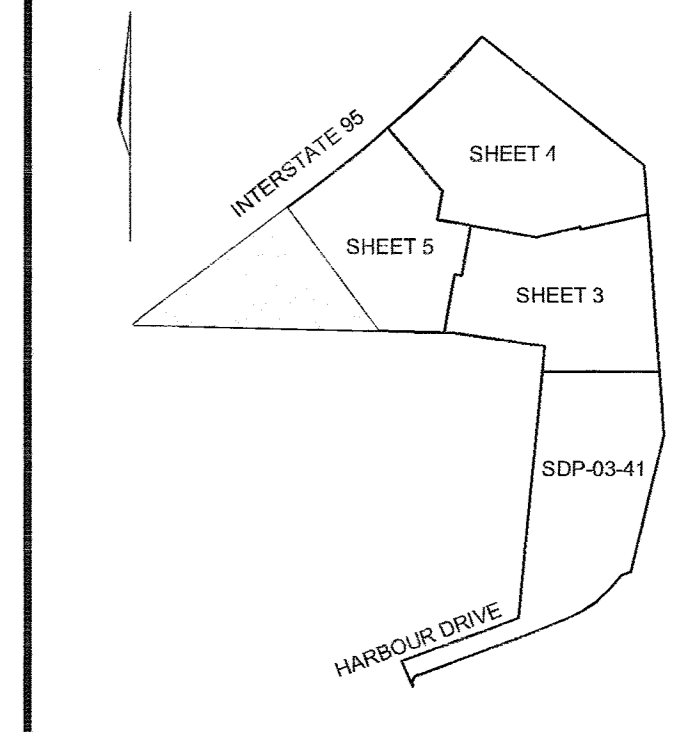 INTERSTATE 95
SHEET 4
SHEET 5
SHEET 3
SDP-03-41
HARBOUR DRIVE